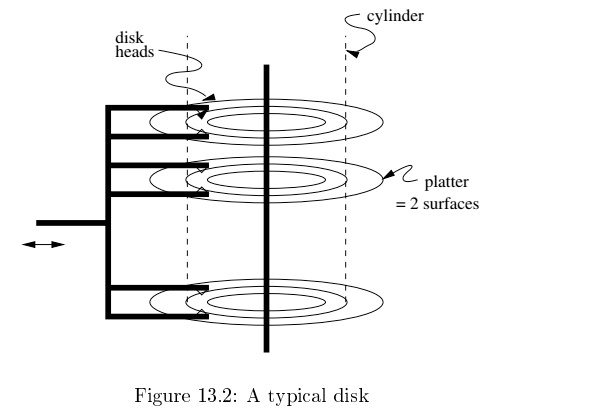 cylinder
disk
heads
platter
= 2 surfaces
Figure 13.2: A typical disk